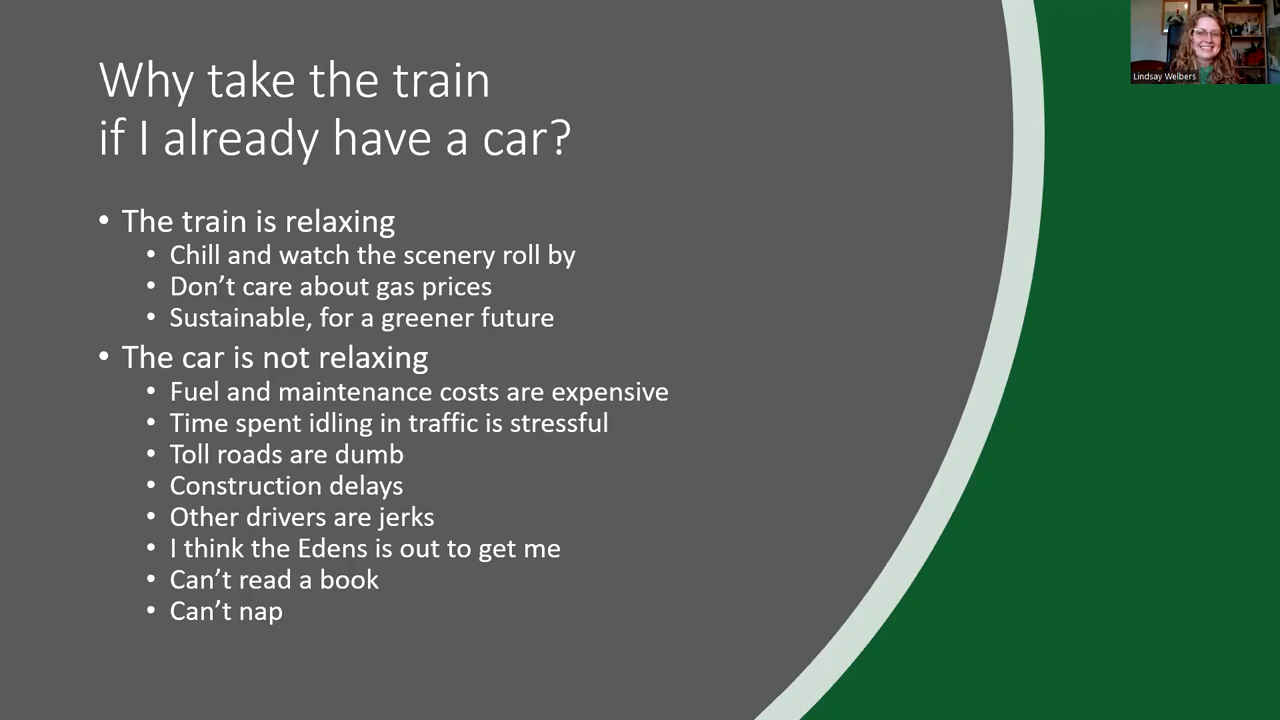 Why take the train
if I already have a car?
• The train is relaxing
• Chill and watch the scenery roll by
• Don’t care about gas prices
• Sustainable, for a greener future
• The car is not relaxing
• Fuel and maintenance costs are expensive
• Time spent idling in traffic is stressful
• Toll roads are dumb
• Construction delays
• Other drivers are jerks
• I think the Edens is out to get me
• Can’t read a book
• Can’t nap
Lindsay Welbers